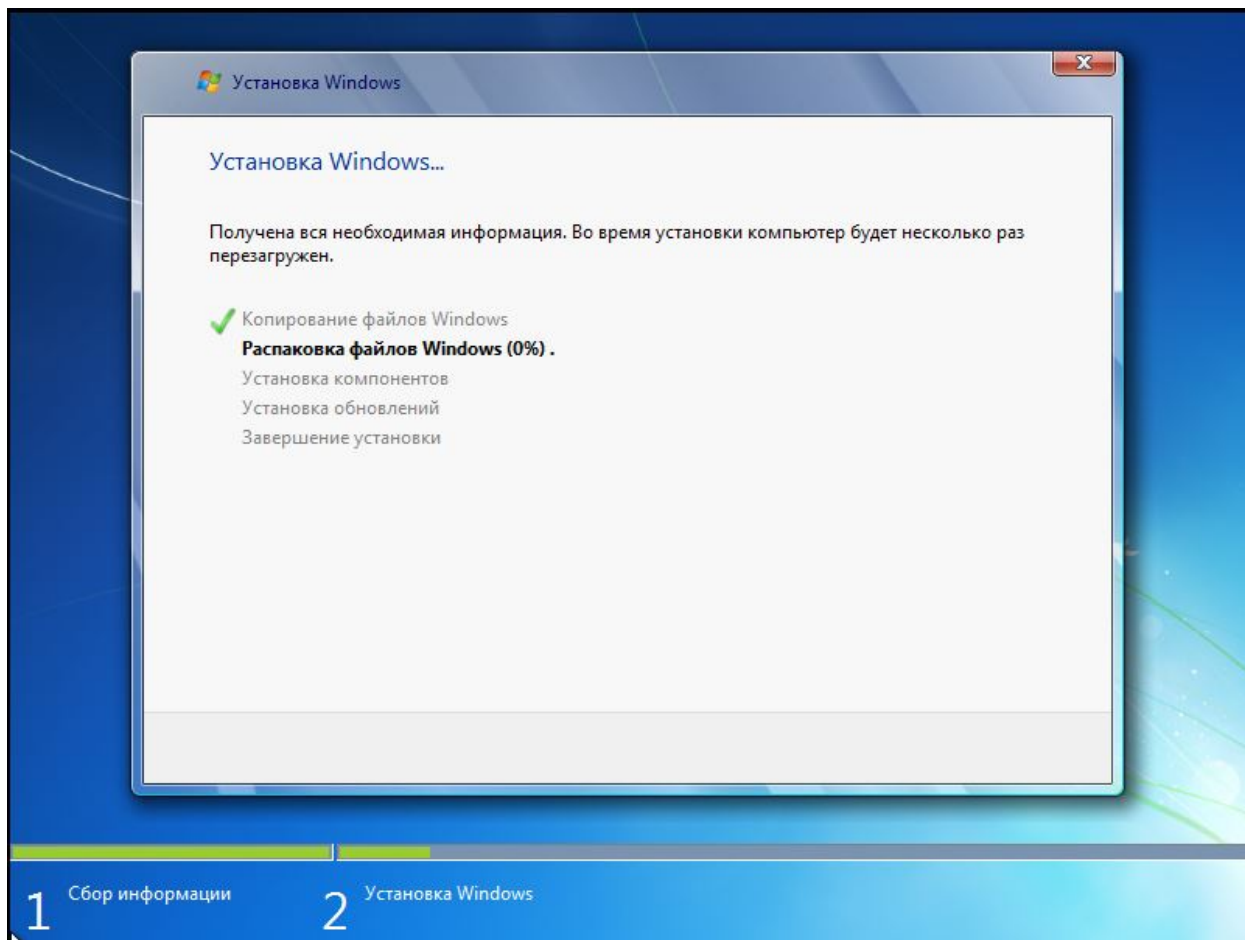 Установка Windows
Установка Windows...
Получена вся необходимая информация. Во время установки компьютер будет несколько раз
перезагружен.
Копирование файлов Windows
Распаковка файлов Windows (0%) .
Установка компонентов
Установка обновлений
Завершение установки
1 Сбор информации
2 Установка Windows